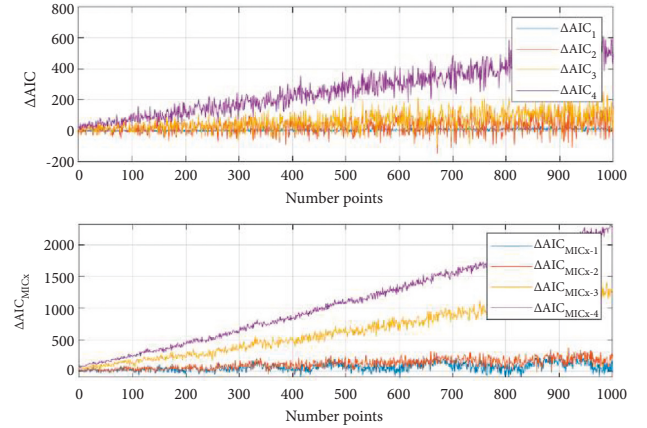 800
600
400
200
0
-200
ΔAIC
0 100 200 300 400 500 600 700 800 900 1000
Number points
ΔAIC1
ΔAIC2
ΔAIC3
ΔAIC4
2000
1500
1000
500
0
ΔAICMICx
0 100 200 300 400 500 600 700 800 900 1000
Number points
ΔAICMICx-1
ΔAICMICx-2
ΔAICMICx-3
ΔAICMICx-4